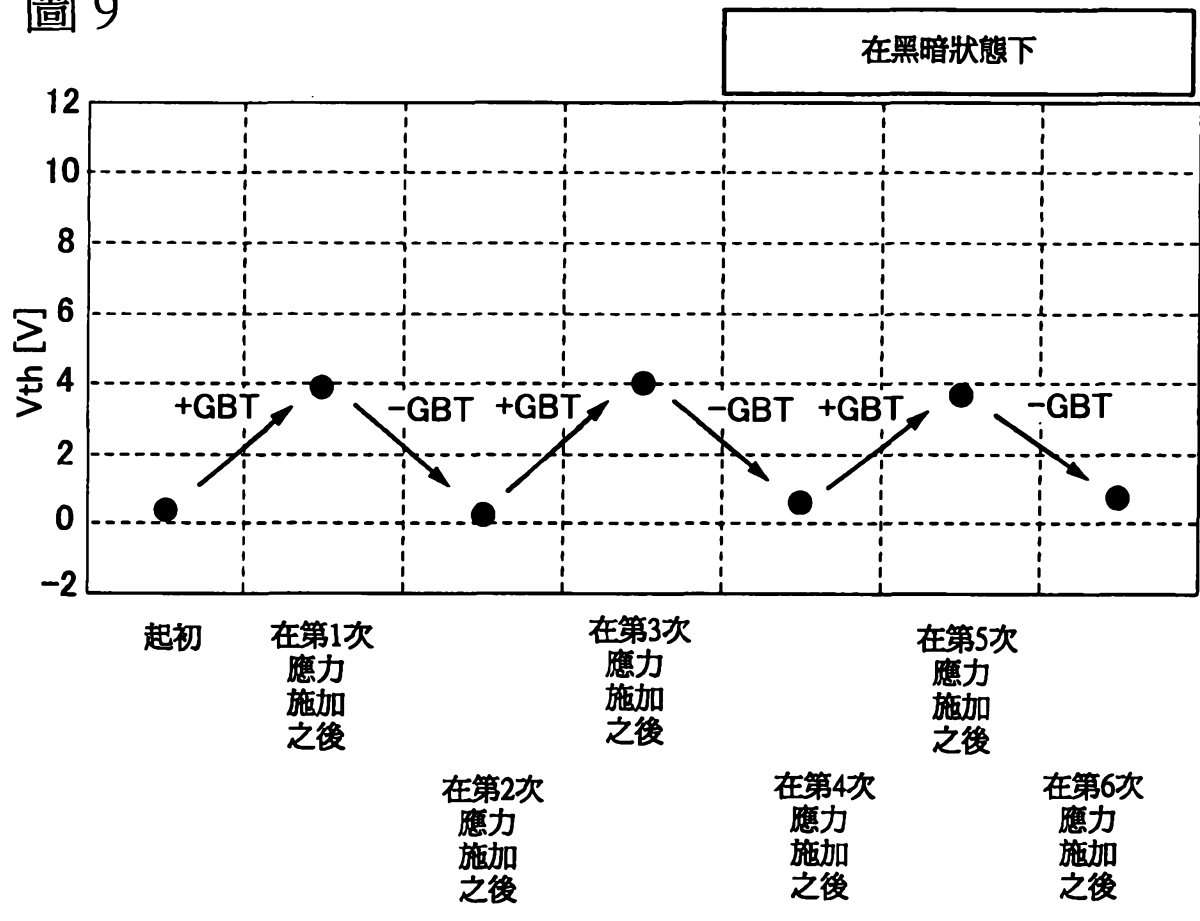 圖 9
在黑暗狀態下
Vth [V]
12
10
8
6
4
2
0
-2
+GBT
-GBT
+GBT
-GBT
+GBT
-GBT
起初
在第1次
應力
施加
之後
在第2次
應力
施加
之後
在第3次
應力
施加
之後
在第4次
應力
施加
之後
在第5次
應力
施加
之後
在第6次
應力
施加
之後